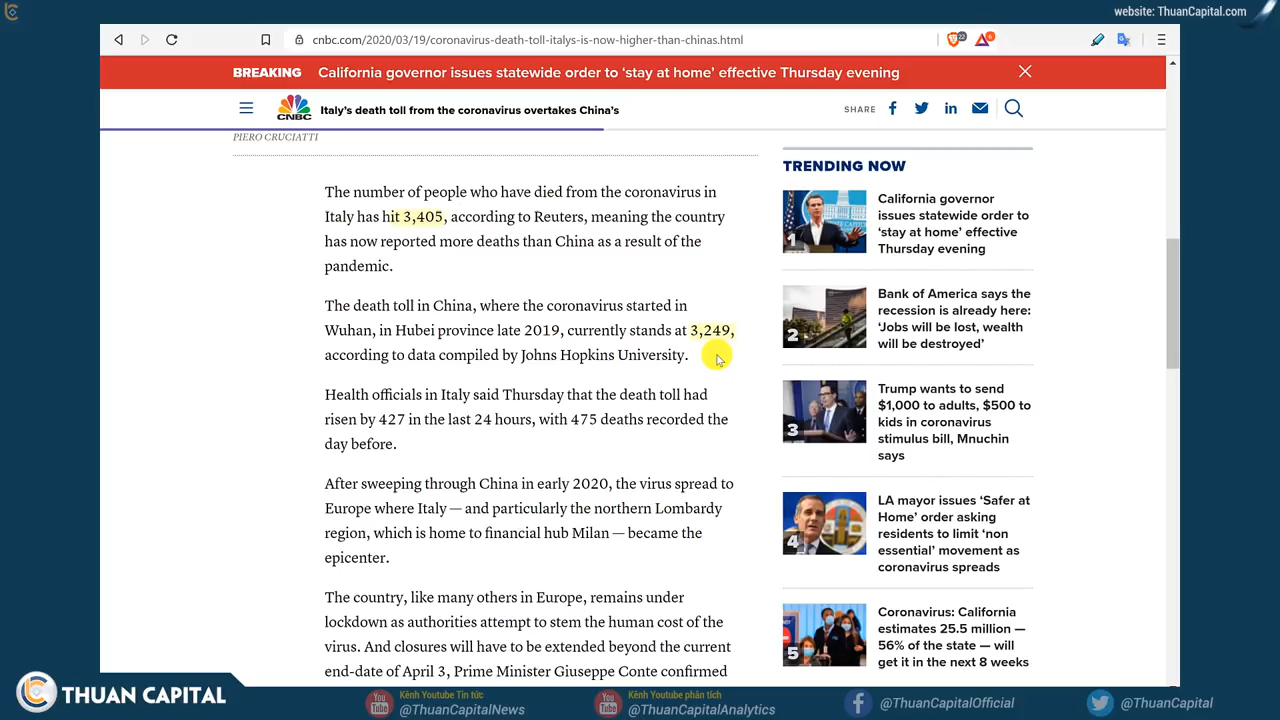 website: ThuanCapital.com
cnbc.com/2020/03/19/coronavirus-death-toll-italys-is-now-higher-than-chinas.html
BREAKING California governor issues statewide order to ‘stay at home’ effective Thursday evening
CNBC
Italy’s death toll from the coronavirus overtakes China’s
SHARE
PIERO CRUCIATTI
The number of people who have died from the coronavirus in
Italy has hit 3,405, according to Reuters, meaning the country
has now reported more deaths than China as a result of the
pandemic.
The death toll in China, where the coronavirus started in
Wuhan, in Hubei province late 2019, currently stands at 3,249,
according to data compiled by Johns Hopkins University.
Health officials in Italy said Thursday that the death toll had
risen by 427 in the last 24 hours, with 475 deaths recorded the
day before.
After sweeping through China in early 2020, the virus spread to
Europe where Italy — and particularly the northern Lombardy
region, which is home to financial hub Milan — became the
epicenter.
The country, like many others in Europe, remains under
lockdown as authorities attempt to stem the human cost of the
virus. And closures will have to be extended beyond the current
end-date of April 3, Prime Minister Giuseppe Conte confirmed
TRENDING NOW
1
California governor
issues statewide order to
‘stay at home’ effective
Thursday evening
2
Bank of America says the
recession is already here:
‘Jobs will be lost, wealth
will be destroyed’
3
Trump wants to send
$1,000 to adults, $500 to
kids in coronavirus
stimulus bill, Mnuchin
says
4
LA mayor issues ‘Safer at
Home’ order asking
residents to limit ‘non
essential’ movement as
coronavirus spreads
5
Coronavirus: California
estimates 25.5 million —
56% of the state — will
get it in the next 8 weeks
THUAN CAPITAL
You
Kênh Youtube Tin tức
@ThuanCapitalNews
You
Kênh Youtube phân tích
@ThuanCapitalAnalytics
@ThuanCapitalOfficial
@ThuanCapital